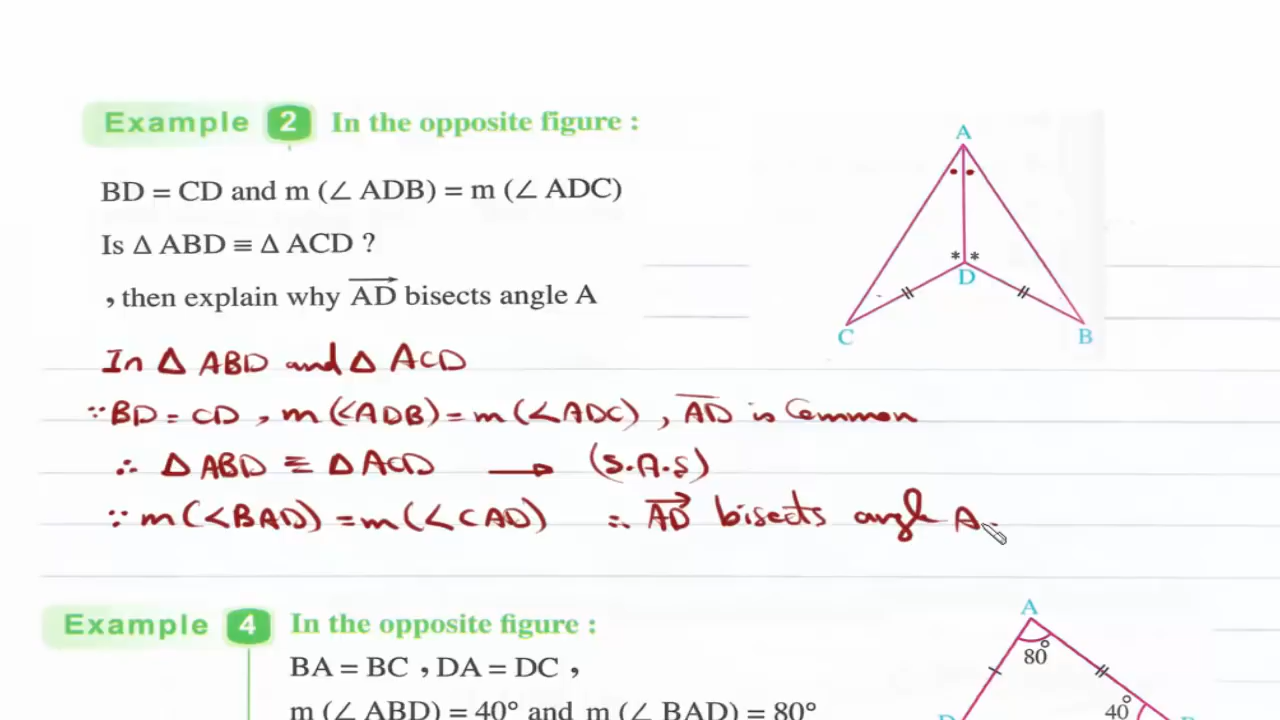 Example 2 In the opposite figure :
BD = CD and m (∠ ADB) = m (∠ ADC)
Is Δ ABD ≡ Δ ACD ?
, then explain why AD bisects angle A
A
* *
D
C
B
In Δ ABD and Δ ACD
∵ BD = CD , m (∠ADB) = m (∠ADC) , AD is Common
∴ Δ ABD ≡ Δ ACD → (S.A.S)
∵ m (∠BAD) = m (∠CAD) ∴ AD bisects angle A.
Example 4 In the opposite figure :
BA = BC , DA = DC ,
m (∠ ABD) = 40° and m (∠ BAD) = 80°
A
80°
40°